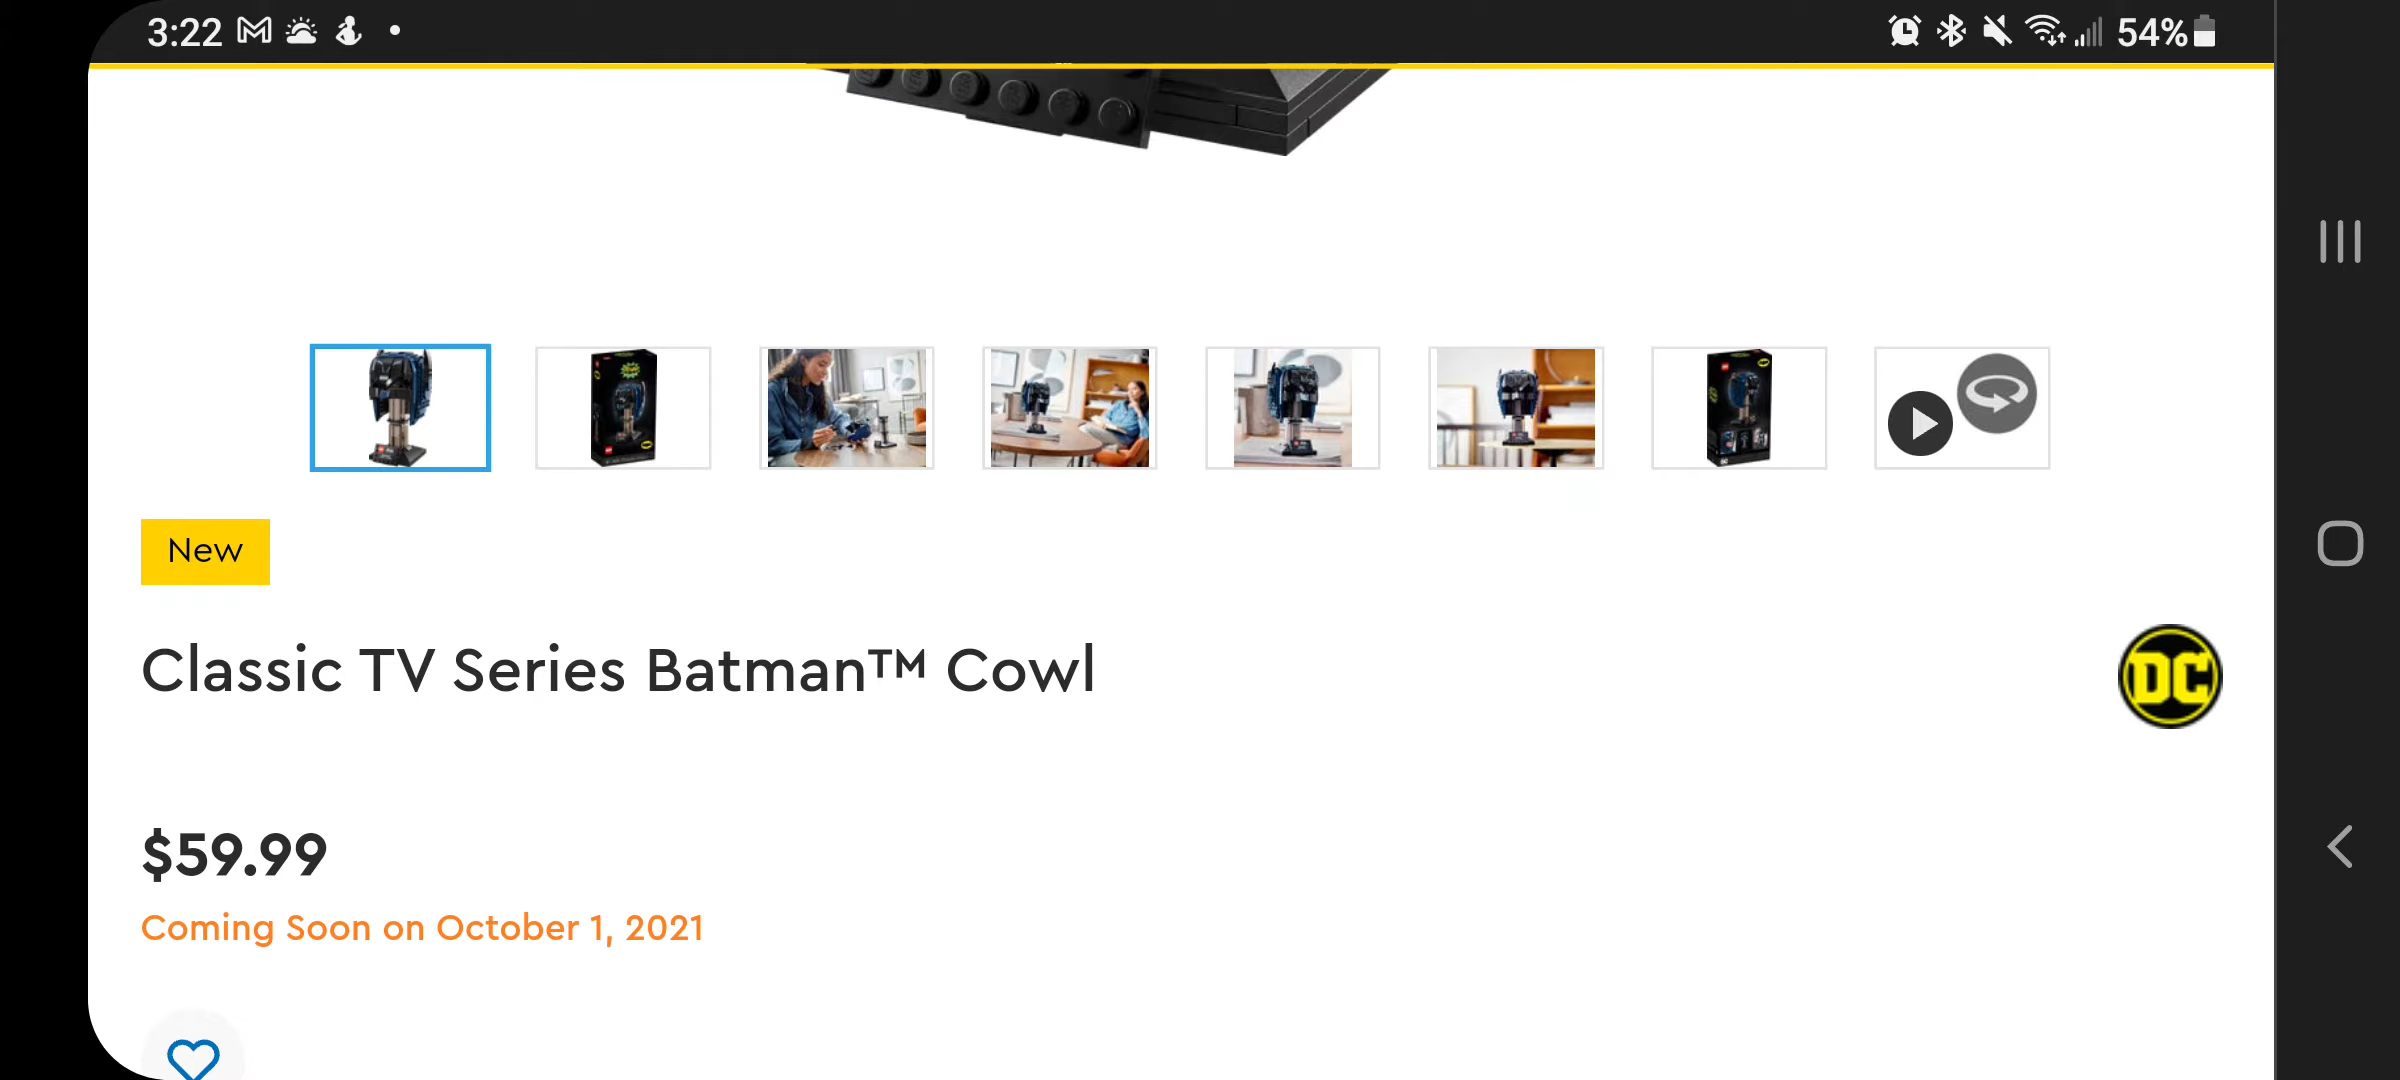 3:22
54%
New
Classic TV Series Batman™ Cowl
DC
$59.99
Coming Soon on October 1, 2021